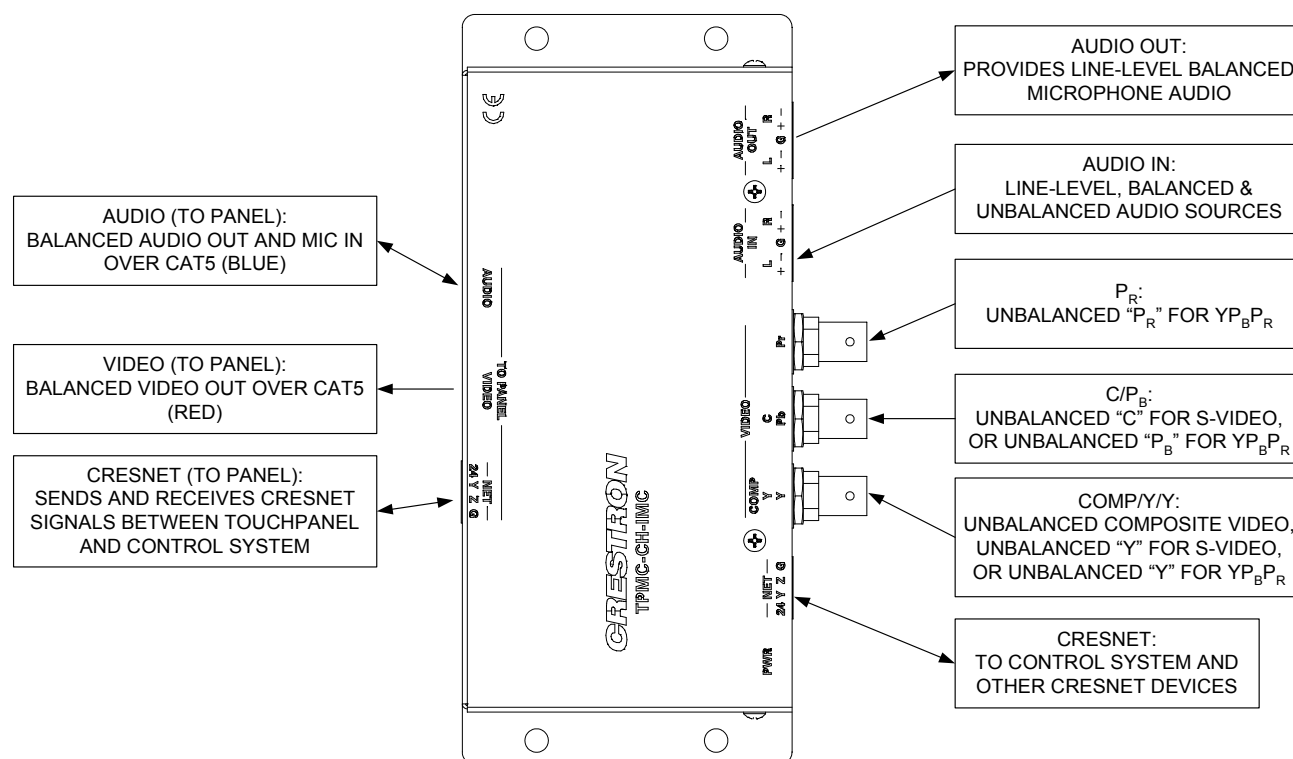 AUDIO (TO PANEL):
BALANCED AUDIO OUT AND MIC IN
OVER CAT5 (BLUE)
VIDEO (TO PANEL):
BALANCED VIDEO OUT OVER CAT5
(RED)
CRESNET (TO PANEL):
SENDS AND RECEIVES CRESNET
SIGNALS BETWEEN TOUCHPANEL
AND CONTROL SYSTEM
CE
AUDIO
TO PANEL
VIDEO
NET
24 Y Z G
CRESTRON
TPMC-CH-IMC
AUDIO
OUT
L R
+ - G + -
AUDIO
IN
L R
+ - G + -
VIDEO
Pr
C
Pb
COMP
Y
Y
NET
24 Y Z G
PWR
AUDIO OUT:
PROVIDES LINE-LEVEL BALANCED
MICROPHONE AUDIO
AUDIO IN:
LINE-LEVEL, BALANCED &
UNBALANCED AUDIO SOURCES
PR:
UNBALANCED “PR” FOR YPBPR
C/PB:
UNBALANCED “C” FOR S-VIDEO,
OR UNBALANCED “PB” FOR YPBPR
COMP/Y/Y:
UNBALANCED COMPOSITE VIDEO,
UNBALANCED “Y” FOR S-VIDEO,
OR UNBALANCED “Y” FOR YPBPR
CRESNET:
TO CONTROL SYSTEM AND
OTHER CRESNET DEVICES